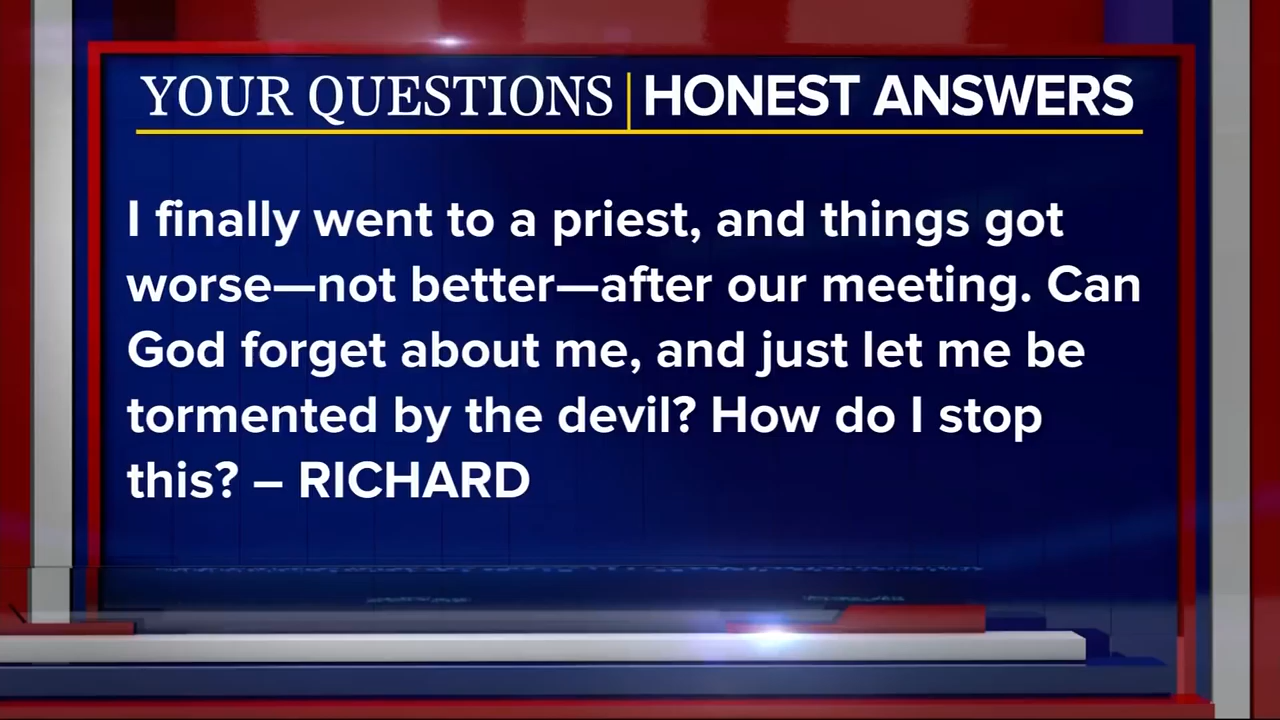 YOUR QUESTIONS | HONEST ANSWERS
I finally went to a priest, and things got
worse—not better—after our meeting. Can
God forget about me, and just let me be
tormented by the devil? How do I stop
this? – RICHARD